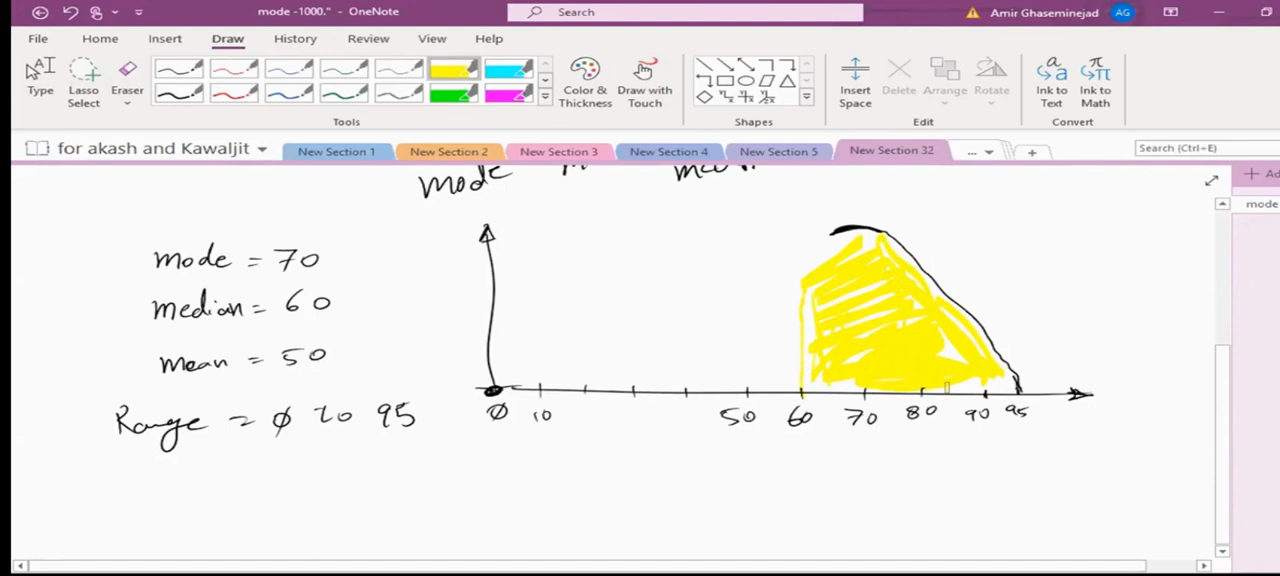 mode -1000." - OneNote
Search
Amir Ghaseminejad
AG
File Home Insert Draw History Review View Help
Type
Lasso Select
Eraser
Color & Thickness
Draw with Touch
Insert Space
Delete
Arrange
Rotate
Ink to Text
Ink to Math
Tools
Shapes
Edit
Convert
for akash and Kawaljit
New Section 1
New Section 2
New Section 3
New Section 4
New Section 5
New Section 32
...
Search (Ctrl+E)
mode
mode
mode = 70
median = 60
mean = 50
Range = ∅ to 95
∅ 10 50 60 70 80 90 95